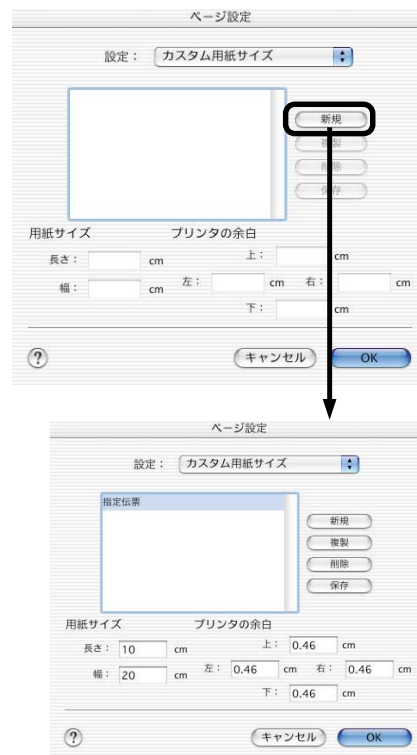 ページ設定
設定： カスタム用紙サイズ
新規
複製
削除
保存
用紙サイズ プリンタの余白
長さ： cm 上： cm
幅： cm 左： cm 右： cm
下： cm
? キャンセル OK
ページ設定
設定： カスタム用紙サイズ
指定伝票
新規
複製
削除
保存
用紙サイズ プリンタの余白
長さ： 10 cm 上： 0.46 cm
幅： 20 cm 左： 0.46 cm 右： 0.46 cm
下： 0.46 cm
? キャンセル OK